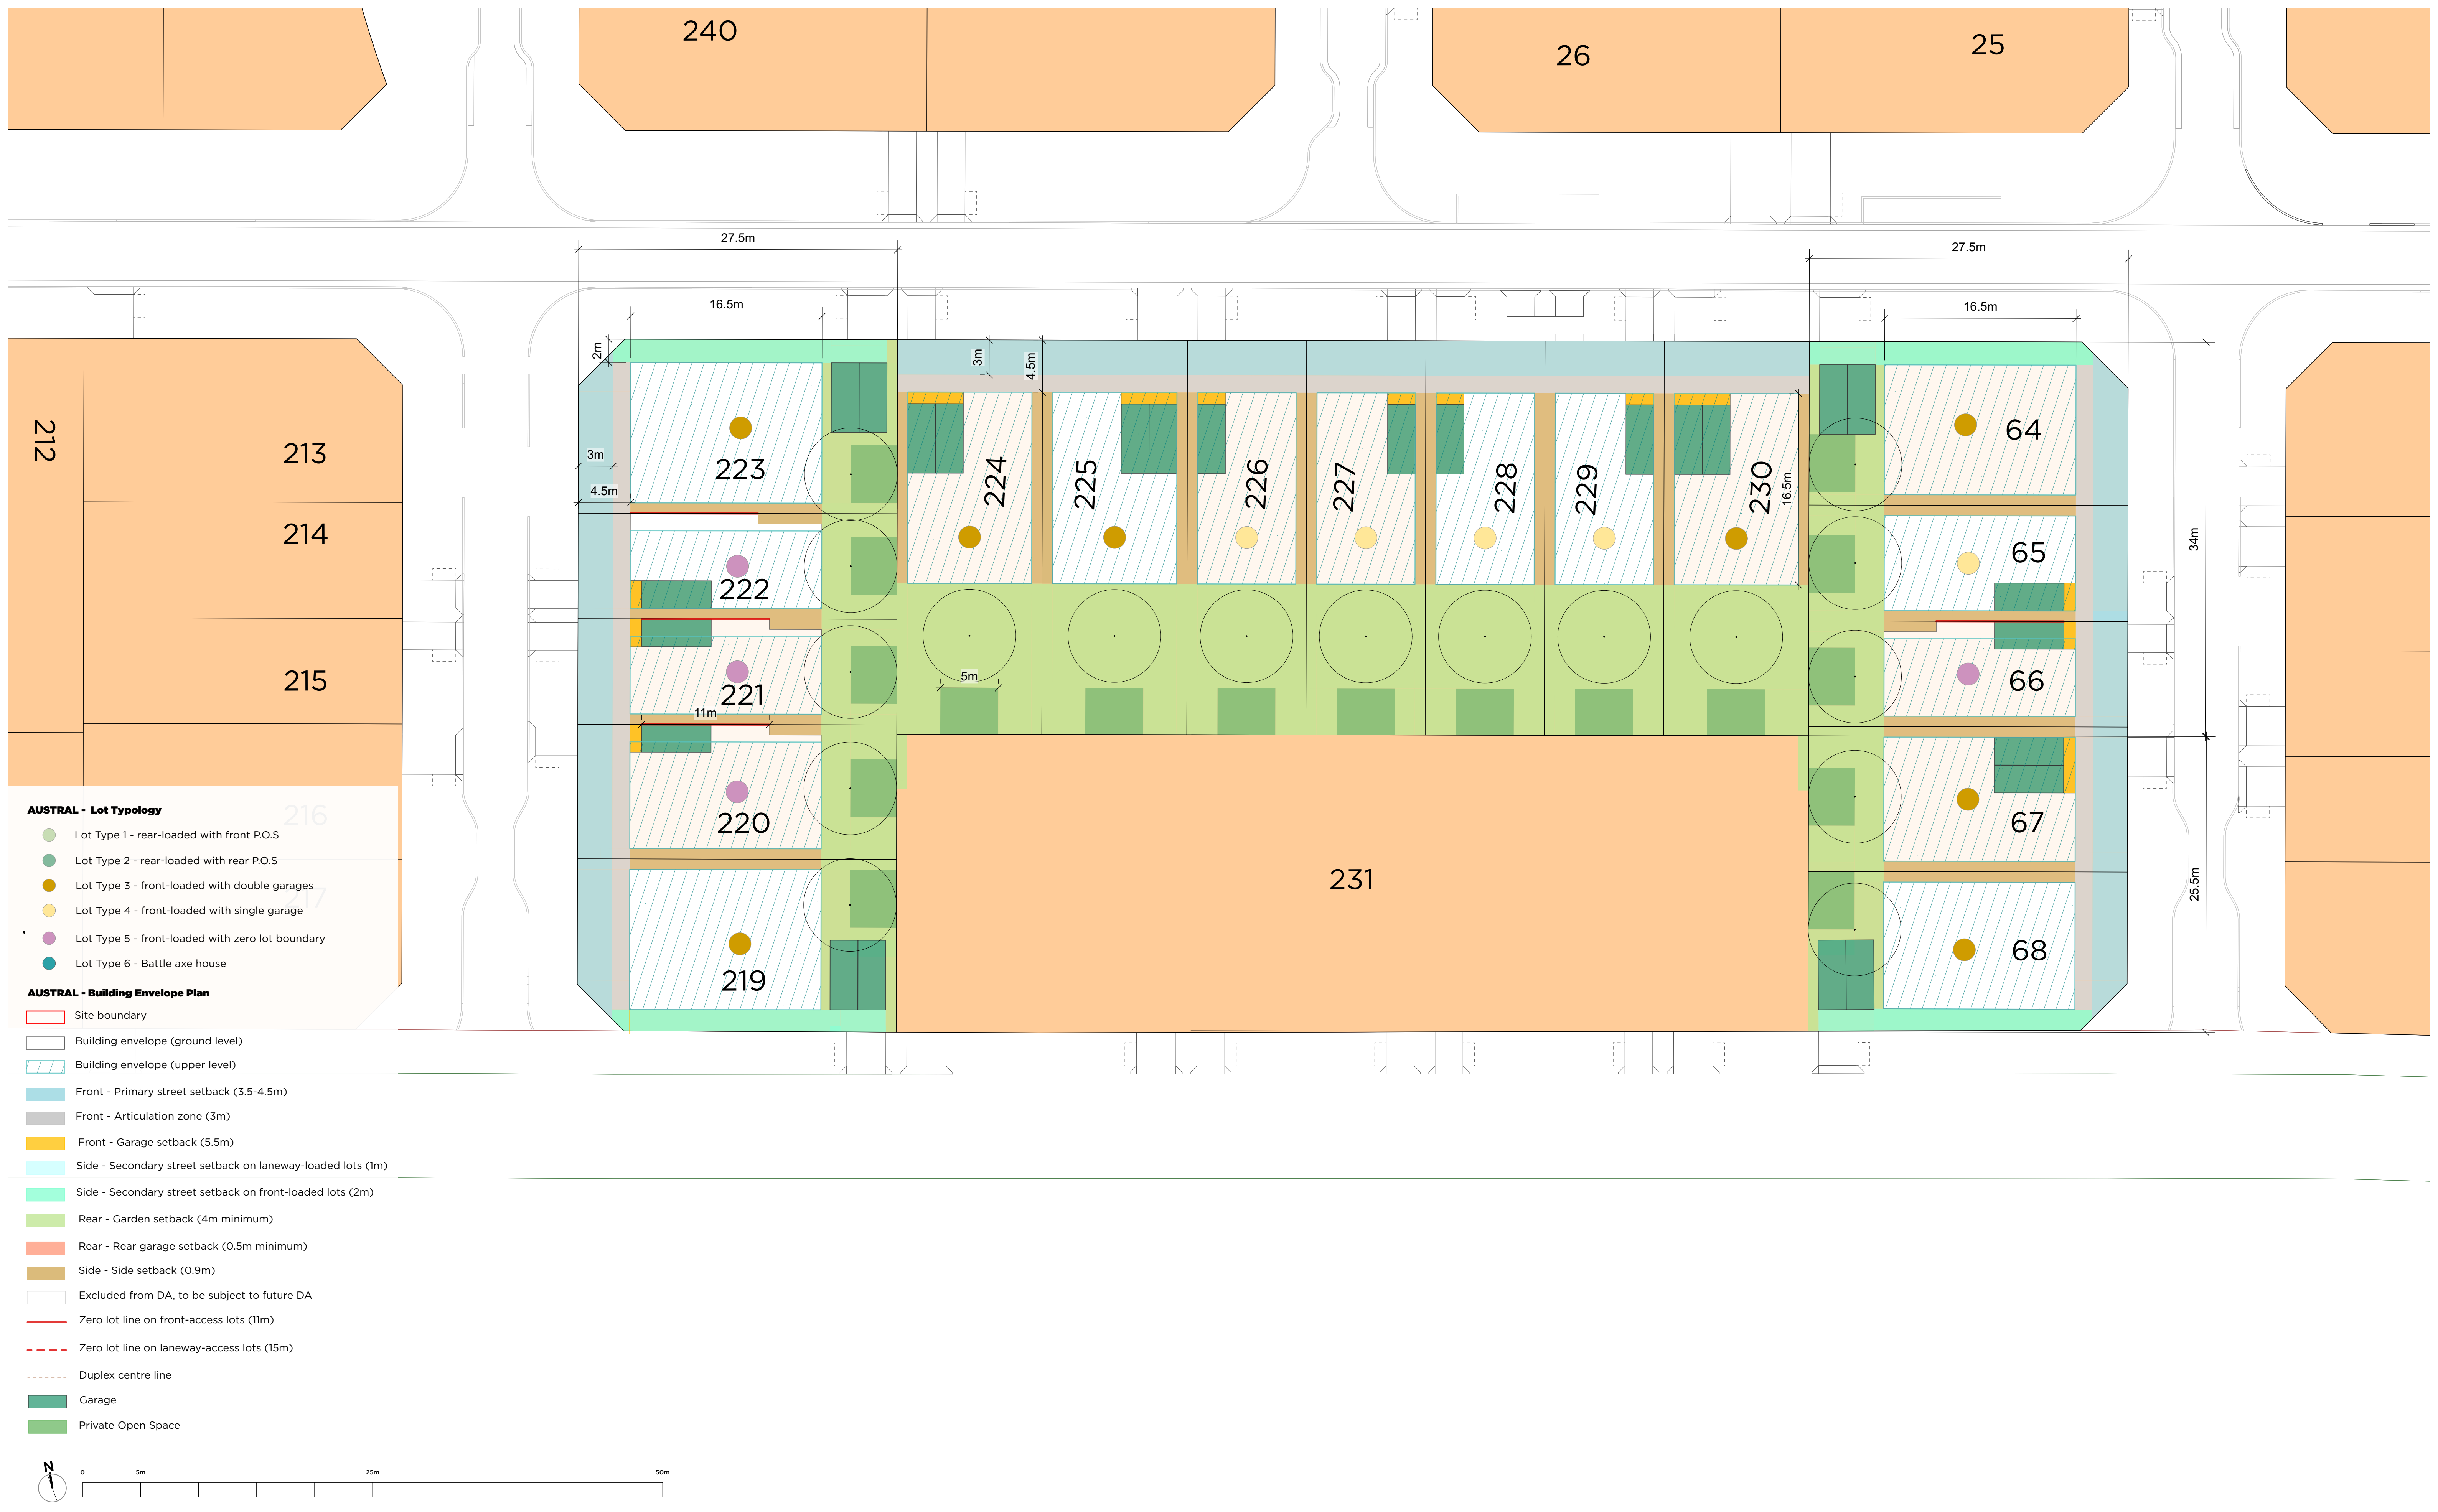 240
26
25
27.5m
27.5m
16.5m
16.5m
2m
3m
4.5m
212
213
214
215
216
217
3m
4.5m
223
222
221
11m
220
219
224
225
226
227
228
229
230
16.5m
5m
231
64
65
66
67
68
34m
25.5m
AUSTRAL - Lot Typology
Lot Type 1 - rear-loaded with front P.O.S
Lot Type 2 - rear-loaded with rear P.O.S
Lot Type 3 - front-loaded with double garages
Lot Type 4 - front-loaded with single garage
Lot Type 5 - front-loaded with zero lot boundary
Lot Type 6 - Battle axe house
AUSTRAL - Building Envelope Plan
Site boundary
Building envelope (ground level)
Building envelope (upper level)
Front - Primary street setback (3.5-4.5m)
Front - Articulation zone (3m)
Front - Garage setback (5.5m)
Side - Secondary street setback on laneway-loaded lots (1m)
Side - Secondary street setback on front-loaded lots (2m)
Rear - Garden setback (4m minimum)
Rear - Rear garage setback (0.5m minimum)
Side - Side setback (0.9m)
Excluded from DA, to be subject to future DA
Zero lot line on front-access lots (11m)
Zero lot line on laneway-access lots (15m)
Duplex centre line
Garage
Private Open Space
N
0 5m 25m 50m